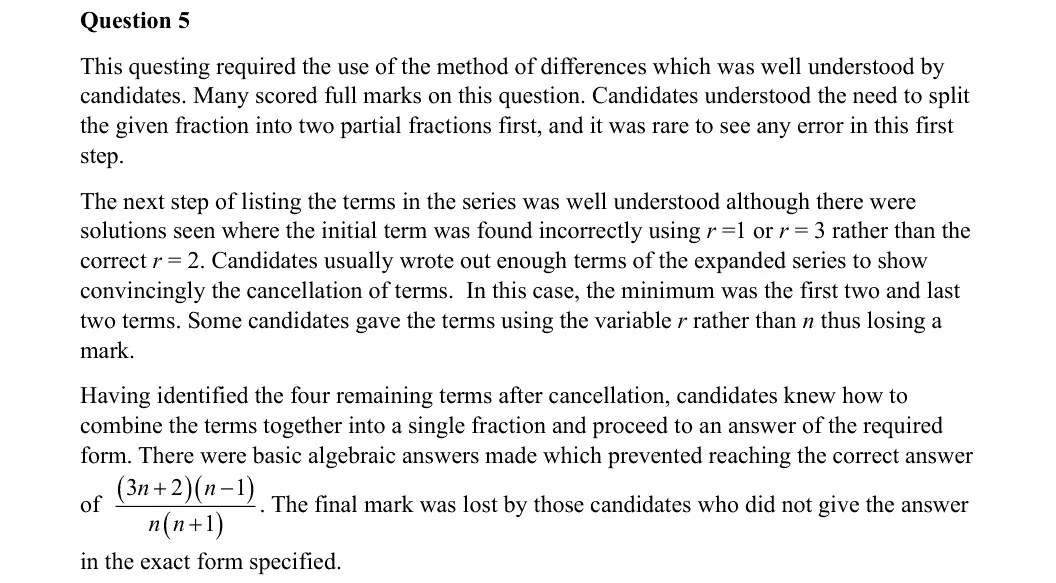 Question 5
This questing required the use of the method of differences which was well understood by
candidates. Many scored full marks on this question. Candidates understood the need to split
the given fraction into two partial fractions first, and it was rare to see any error in this first
step.
The next step of listing the terms in the series was well understood although there were
solutions seen where the initial term was found incorrectly using r =1 or r = 3 rather than the
correct r = 2. Candidates usually wrote out enough terms of the expanded series to show
convincingly the cancellation of terms.  In this case, the minimum was the first two and last
two terms. Some candidates gave the terms using the variable r rather than n thus losing a
mark.
Having identified the four remaining terms after cancellation, candidates knew how to
combine the terms together into a single fraction and proceed to an answer of the required
form. There were basic algebraic answers made which prevented reaching the correct answer
of (3n+2)(n−1)/n(n+1). The final mark was lost by those candidates who did not give the answer
in the exact form specified.